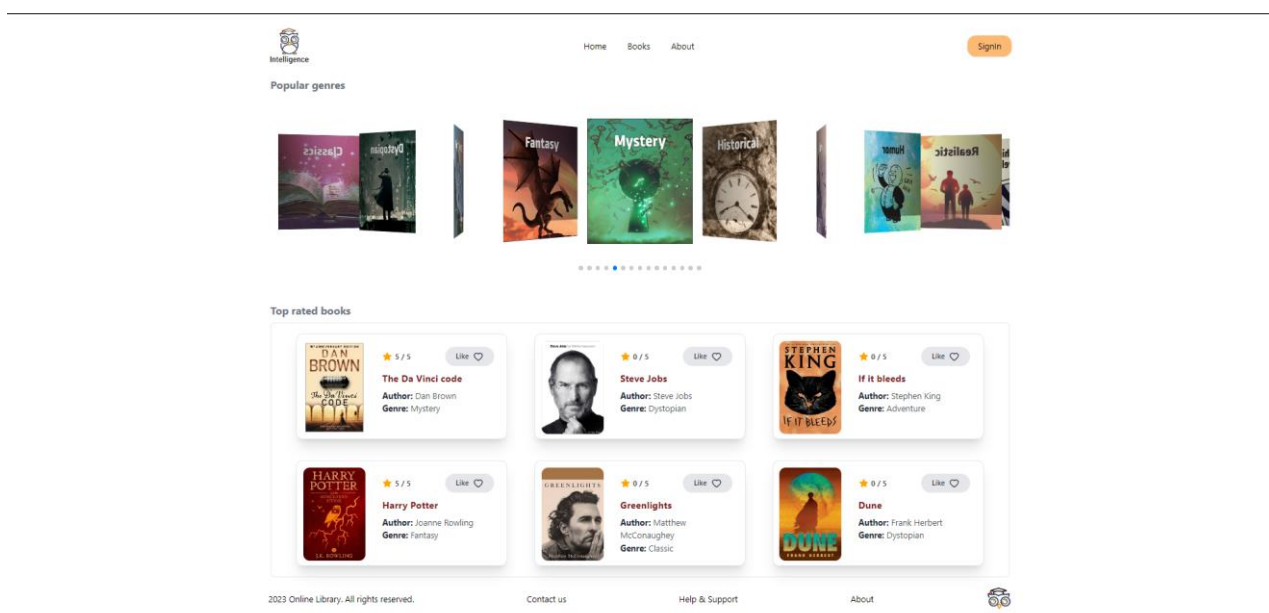 Intelligence
Home Books About
SignIn
Popular genres
Classics
Dystopian
Fantasy
Mystery
Historical
Humor
Realistic
Top rated books
DAN
BROWN
The Da Vinci
CODE
5 / 5
Like
The Da Vinci code
Author: Dan Brown
Genre: Mystery
0 / 5
Like
Steve Jobs
Author: Steve Jobs
Genre: Dystopian
STEPHEN
KING
IF IT BLEEDS
0 / 5
Like
If it bleeds
Author: Stephen King
Genre: Adventure
HARRY
POTTER
J.K. ROWLING
5 / 5
Like
Harry Potter
Author: Joanne Rowling
Genre: Fantasy
GREENLIGHTS
Matthew McConaughey
0 / 5
Like
Greenlights
Author: Matthew
McConaughey
Genre: Classic
DUNE
FRANK HERBERT
0 / 5
Like
Dune
Author: Frank Herbert
Genre: Dystopian
2023 Online Library. All rights reserved.
Contact us
Help & Support
About